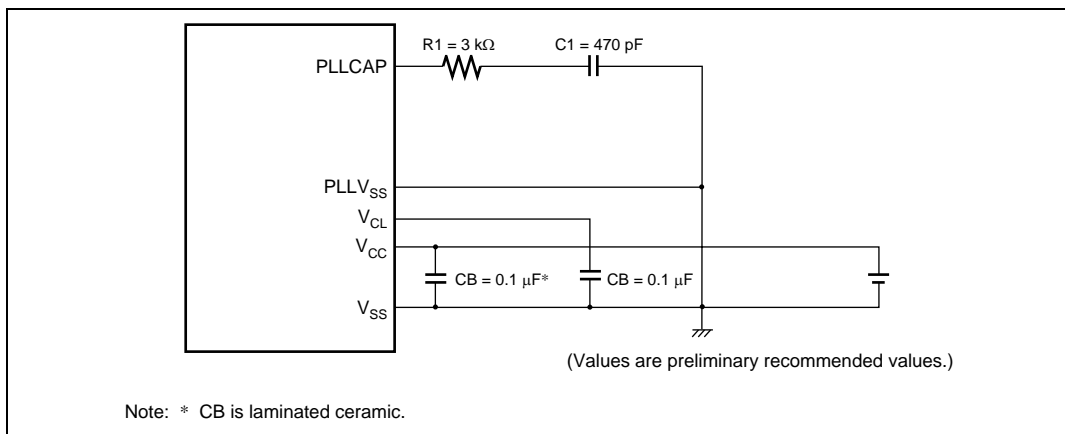 R1 = 3 kΩ C1 = 470 pF
PLLCAP
PLLVSS
VCL
VCC
CB = 0.1 μF* CB = 0.1 μF
VSS
(Values are preliminary recommended values.)
Note: * CB is laminated ceramic.